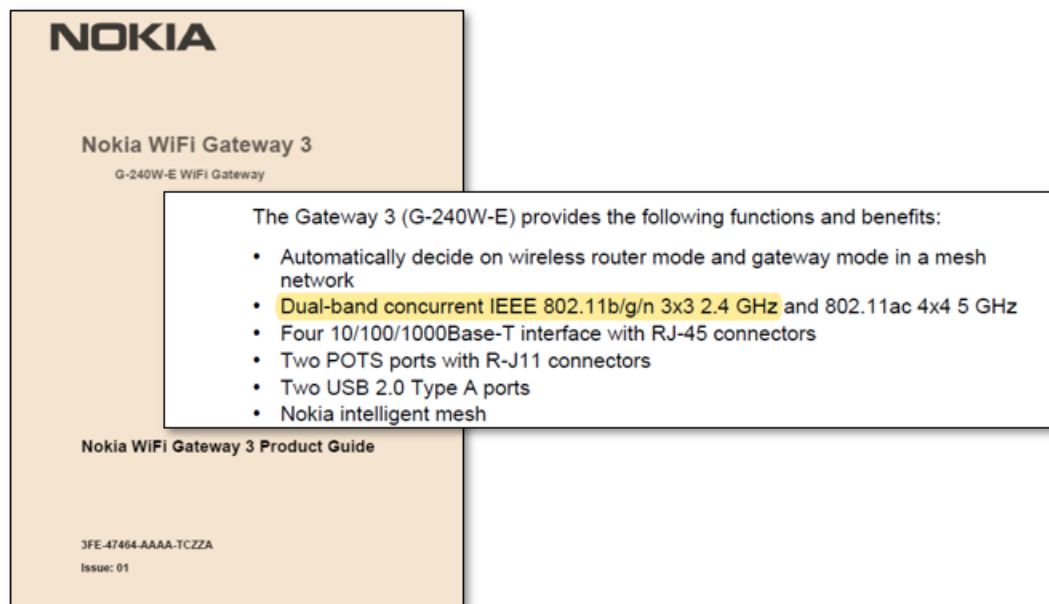 NOKIA
Nokia WiFi Gateway 3
G-240W-E WiFi Gateway
The Gateway 3 (G-240W-E) provides the following functions and benefits:
• Automatically decide on wireless router mode and gateway mode in a mesh
network
• Dual-band concurrent IEEE 802.11b/g/n 3x3 2.4 GHz and 802.11ac 4x4 5 GHz
• Four 10/100/1000Base-T interface with RJ-45 connectors
• Two POTS ports with R-J11 connectors
• Two USB 2.0 Type A ports
• Nokia intelligent mesh
Nokia WiFi Gateway 3 Product Guide
3FE-47464-AAAA-TCZZA
Issue: 01